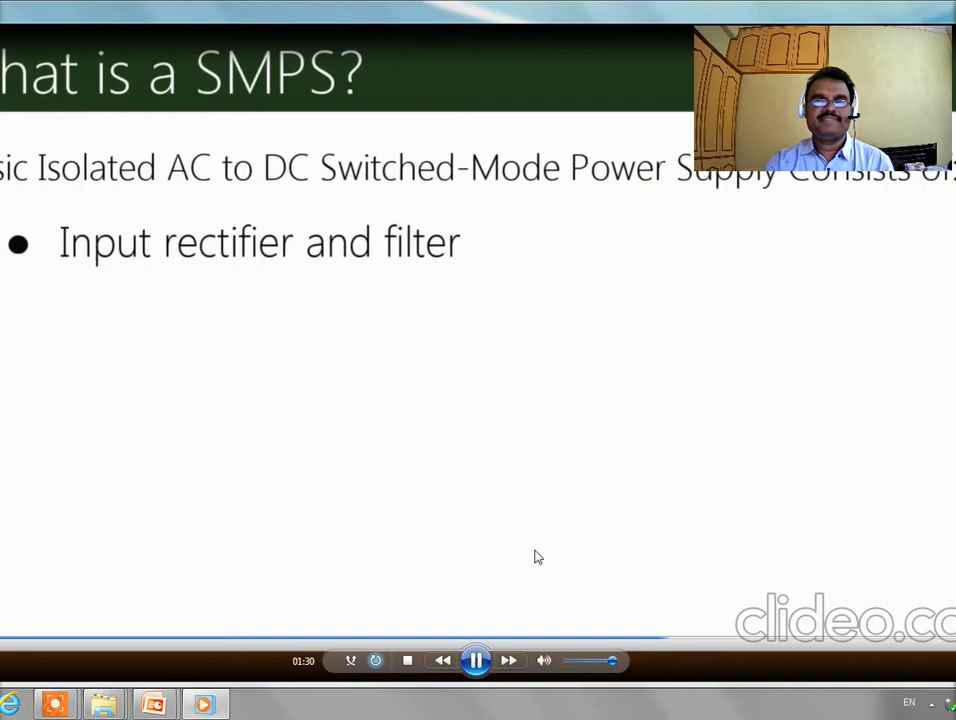 hat is a SMPS?
sic Isolated AC to DC Switched-Mode Power Supply Consists of:
● Input rectifier and filter
clideo.co
01:30
EN